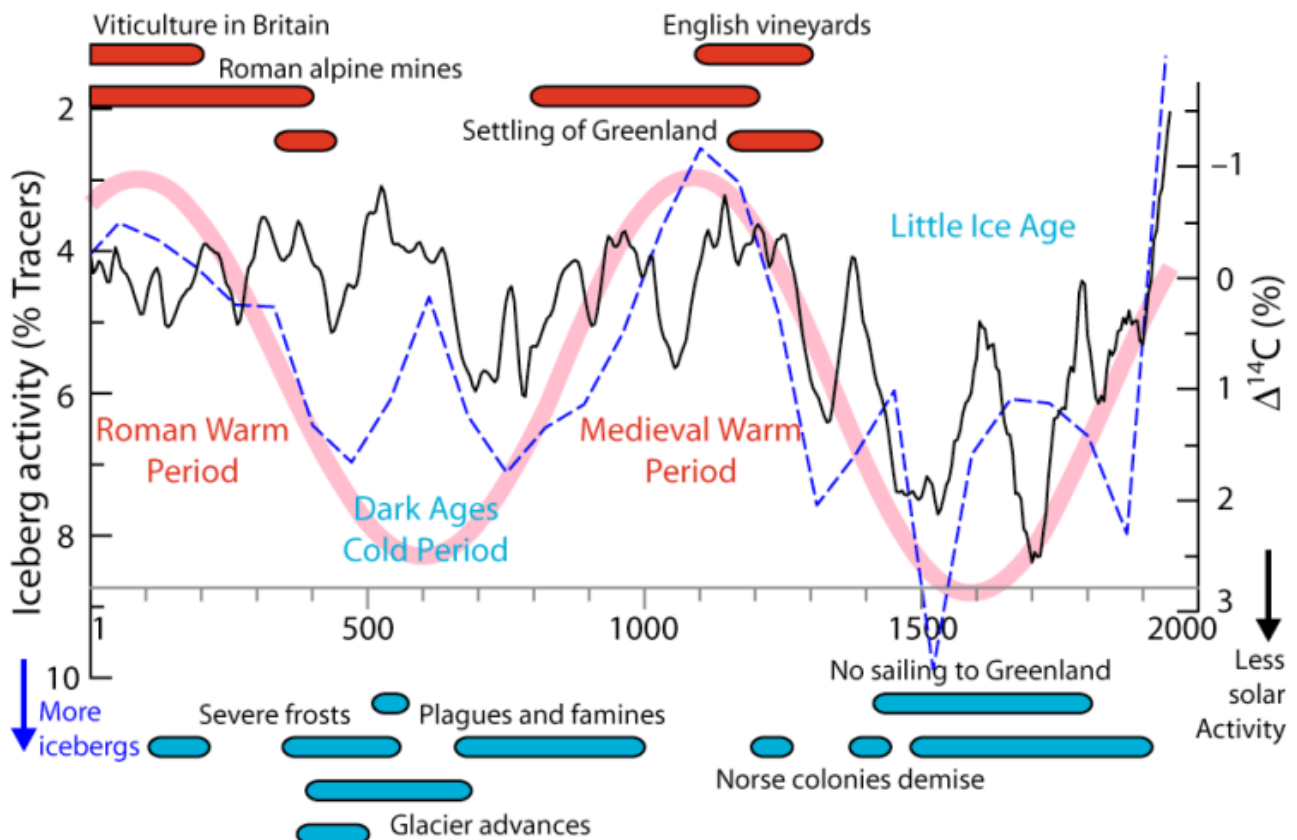 Viticulture in Britain
English vineyards
Roman alpine mines
Settling of Greenland
2
4
6
8
10
Iceberg activity (% Tracers)
–1
0
1
2
3
Δ¹⁴C (%)
Little Ice Age
Roman Warm
Period
Medieval Warm
Period
Dark Ages
Cold Period
1
500
1000
1500
2000
More
icebergs
Less
solar
Activity
No sailing to Greenland
Severe frosts
Plagues and famines
Norse colonies demise
Glacier advances